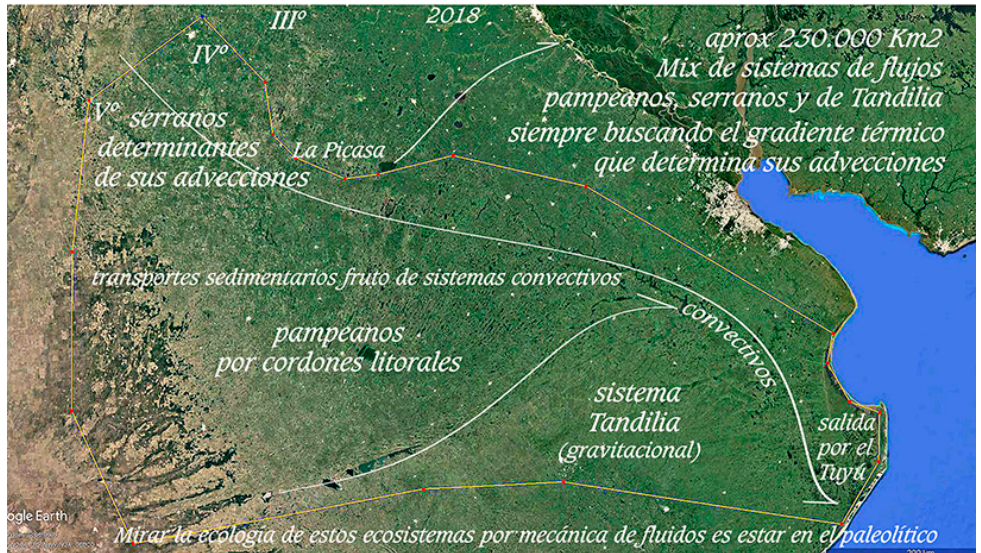 IIIº
2018
IVº
aprox 230.000 Km2
Mix de sistemas de flujos
pampeanos, serranos y de Tandilia
siempre buscando el gradiente térmico
que determina sus advecciones
Vº
serranos
determinantes
de sus advecciones
La Piçasa
transportes sedimentarios fruto de sistemas convectivos
convectivos
pampeanos
por cordones litorales
sistema
Tandilia
(gravitacional)
salida
por el
Tuyú
ogle Earth
Mirar la ecología de estos ecosistemas por mecánica de fluidos es estar en el paleolítico